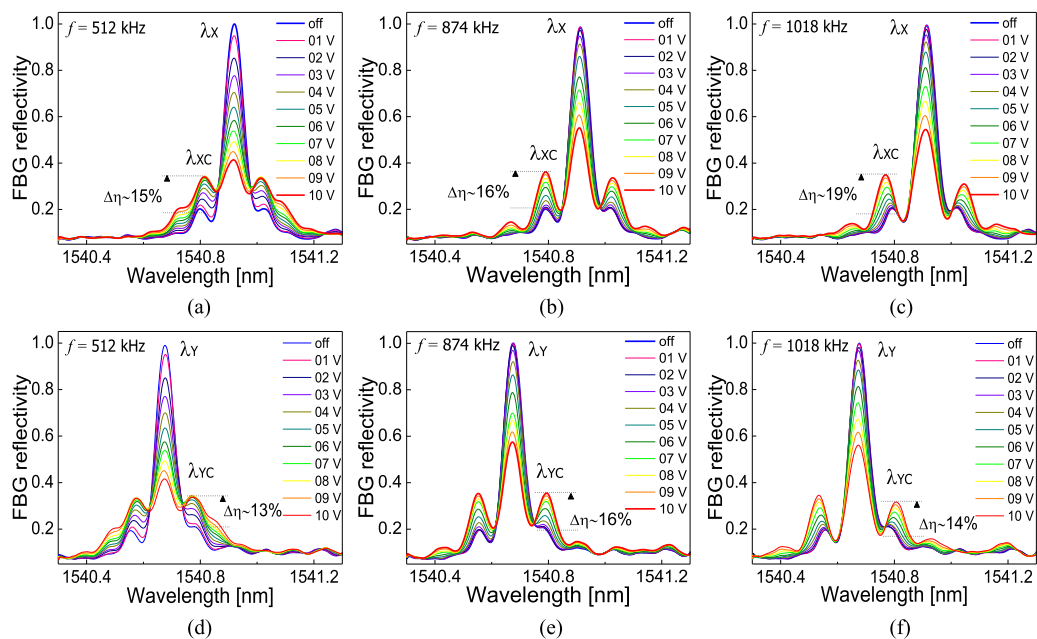 f = 512 kHz
λX
λXC
Δη~15%
off
01 V
02 V
03 V
04 V
05 V
06 V
07 V
08 V
09 V
10 V
FBG reflectivity
1.0
0.8
0.6
0.4
0.2
1540.4
1540.8
1541.2
Wavelength [nm]
(a)
f = 874 kHz
λX
λXC
Δη~16%
off
01 V
02 V
03 V
04 V
05 V
06 V
07 V
08 V
09 V
10 V
FBG reflectivity
1.0
0.8
0.6
0.4
0.2
1540.4
1540.8
1541.2
Wavelength [nm]
(b)
f = 1018 kHz
λX
λXC
Δη~19%
off
01 V
02 V
03 V
04 V
05 V
06 V
07 V
08 V
09 V
10 V
FBG reflectivity
1.0
0.8
0.6
0.4
0.2
1540.4
1540.8
1541.2
Wavelength [nm]
(c)
f = 512 kHz
λY
λYC
Δη~13%
off
01 V
02 V
03 V
04 V
05 V
06 V
07 V
08 V
09 V
10 V
FBG reflectivity
1.0
0.8
0.6
0.4
0.2
1540.4
1540.8
1541.2
Wavelength [nm]
(d)
f = 874 kHz
λY
λYC
Δη~16%
off
01 V
02 V
03 V
04 V
05 V
06 V
07 V
08 V
09 V
10 V
FBG reflectivity
1.0
0.8
0.6
0.4
0.2
1540.4
1540.8
1541.2
Wavelength [nm]
(e)
f = 1018 kHz
λY
λYC
Δη~14%
off
01 V
02 V
03 V
04 V
05 V
06 V
07 V
08 V
09 V
10 V
FBG reflectivity
1.0
0.8
0.6
0.4
0.2
1540.4
1540.8
1541.2
Wavelength [nm]
(f)